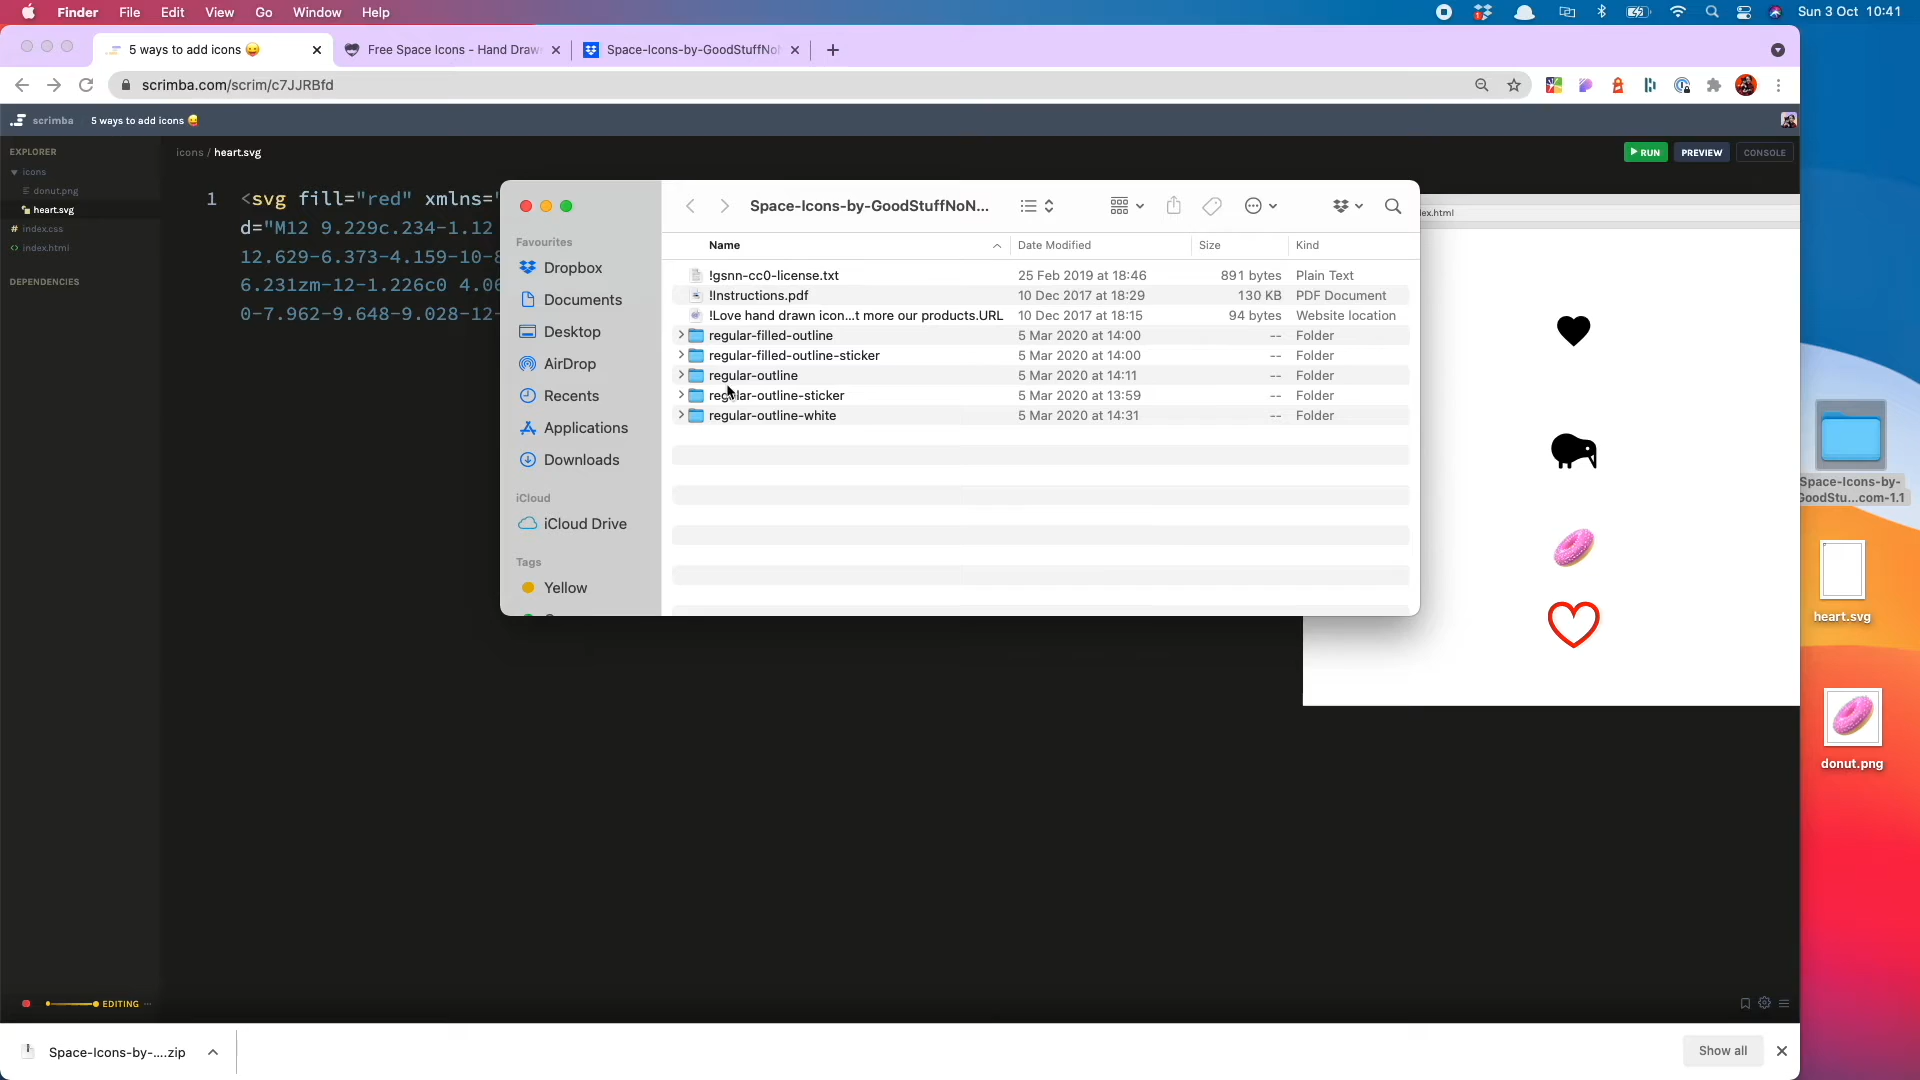 Finder File Edit View Go Window Help
Sun 3 Oct 10:41
5 ways to add icons 😛
Free Space Icons - Hand Draw
Space-Icons-by-GoodStuffNo
scrimba.com/scrim/c7JJRBfd
scrimba 5 ways to add icons 😛
EXPLORER
icons
donut.png
heart.svg
index.css
index.html
DEPENDENCIES
icons / heart.svg
RUN PREVIEW CONSOLE
1 <svg fill="red" xmlns="
d="M12 9.229c.234-1.12
12.629-6.373-4.159-10-8
6.231zm-12-1.226c0 4.06
0-7.962-9.648-9.028-12-
Favourites
Dropbox
Documents
Desktop
AirDrop
Recents
Applications
Downloads
iCloud
iCloud Drive
Tags
Yellow
Space-Icons-by-GoodStuffNoN...
Name Date Modified Size Kind
!gsnn-cc0-license.txt 25 Feb 2019 at 18:46 891 bytes Plain Text
!Instructions.pdf 10 Dec 2017 at 18:29 130 KB PDF Document
!Love hand drawn icon...t more our products.URL 10 Dec 2017 at 18:15 94 bytes Website location
regular-filled-outline 5 Mar 2020 at 14:00 -- Folder
regular-filled-outline-sticker 5 Mar 2020 at 14:00 -- Folder
regular-outline 5 Mar 2020 at 14:11 -- Folder
regular-outline-sticker 5 Mar 2020 at 13:59 -- Folder
regular-outline-white 5 Mar 2020 at 14:31 -- Folder
ex.html
Space-Icons-by-
GoodStu...com-1.1
heart.svg
donut.png
EDITING
Space-Icons-by-....zip
Show all